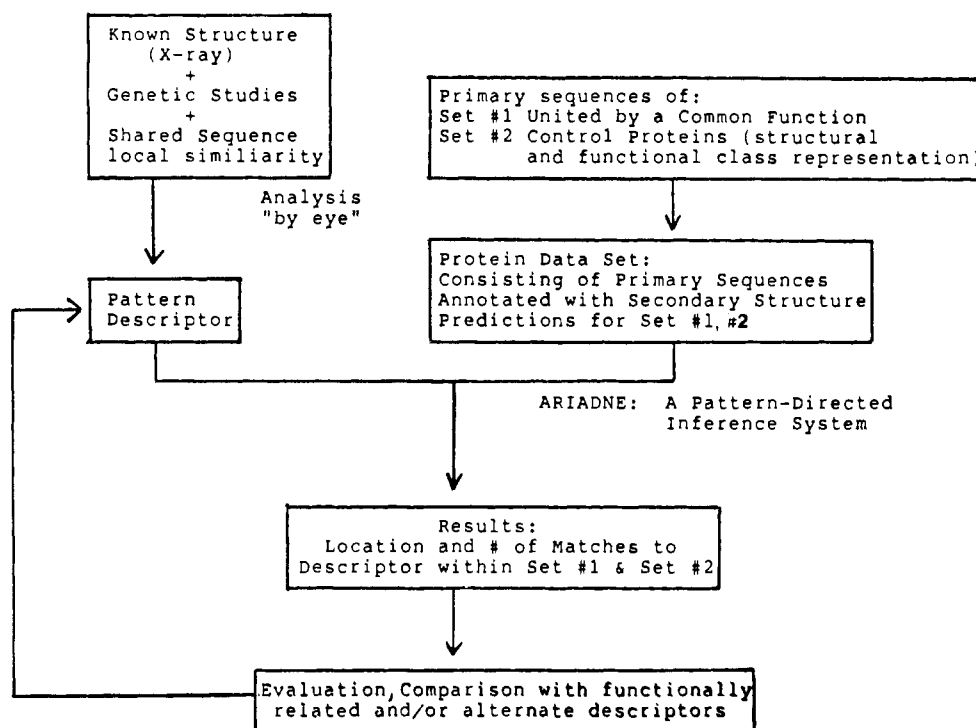 Known Structure
(X-ray)
+
Genetic Studies
+
Shared Sequence
local similiarity
Primary sequences of:
Set #1 United by a Common Function
Set #2 Control Proteins (structural
and functional class representation)
Analysis
"by eye"
Pattern
Descriptor
Protein Data Set:
Consisting of Primary Sequences
Annotated with Secondary Structure
Predictions for Set #1, #2
ARIADNE: A Pattern-Directed
Inference System
Results:
Location and # of Matches to
Descriptor within Set #1 & Set #2
Evaluation, Comparison with functionally
related and/or alternate descriptors